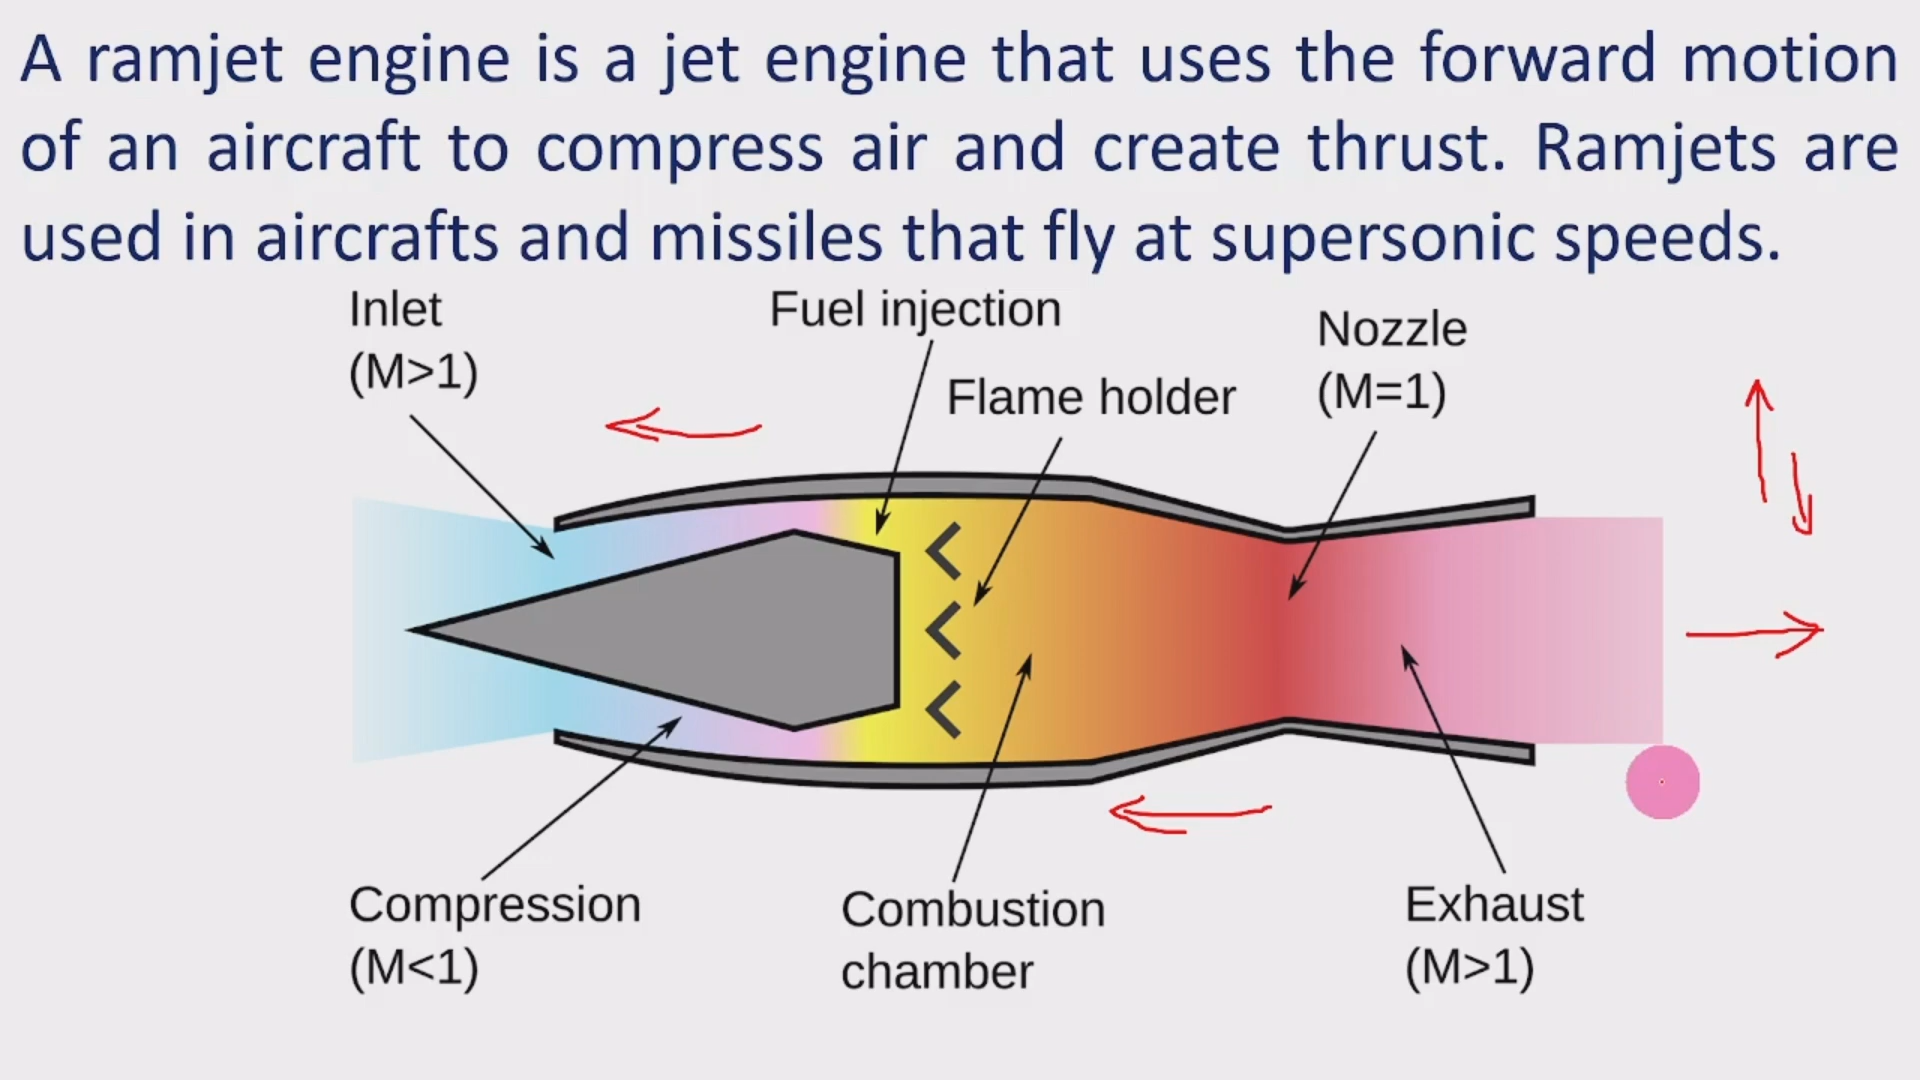 A ramjet engine is a jet engine that uses the forward motion
of an aircraft to compress air and create thrust. Ramjets are
used in aircrafts and missiles that fly at supersonic speeds.
Inlet
(M>1)
Fuel injection
Flame holder
Nozzle
(M=1)
Compression
(M<1)
Combustion
chamber
Exhaust
(M>1)